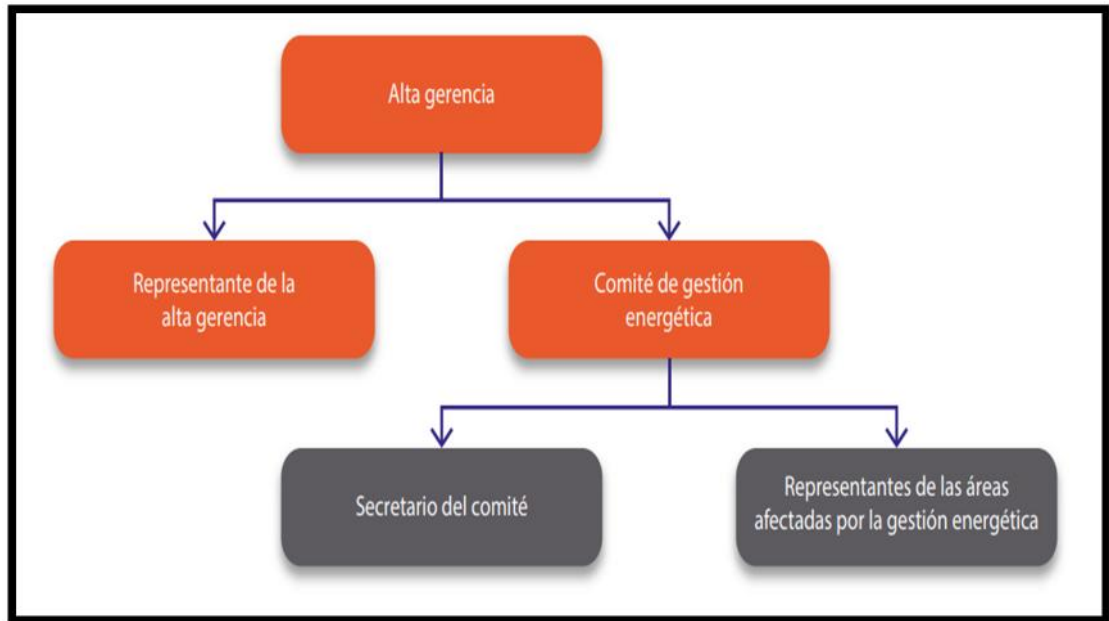 Alta gerencia
Representante de la
alta gerencia
Comité de gestión
energética
Secretario del comité
Representantes de las áreas
afectadas por la gestión energética